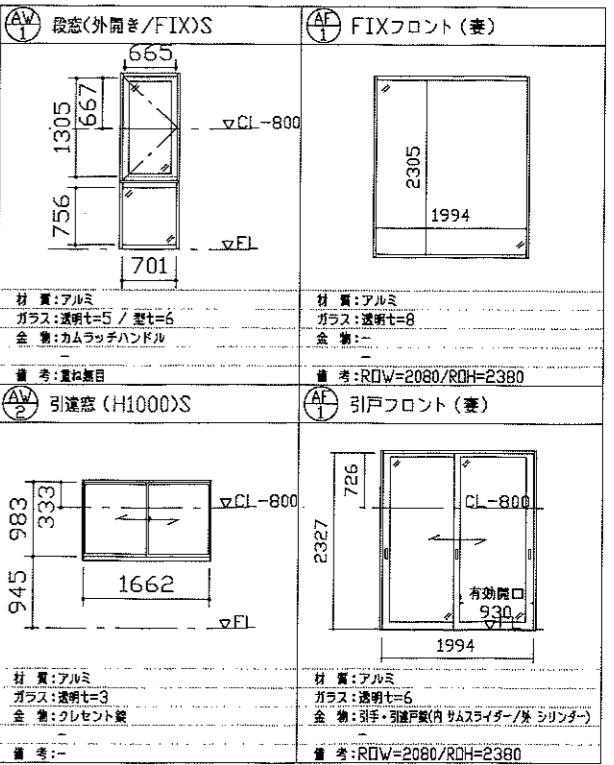 AW 1 段窓(外開き/FIX)S
665
667
1305
▽CL-800
756
▽FL
701
材 質:アルミ
ガラス:透明t=5 / 型t=6
金 物:カムラッチハンドル
-
備 考:重ね無目
AF 1 FIXフロント(妻)
2305
1994
材 質:アルミ
ガラス:透明t=8
金 物:-
-
備 考:ROW=2080/ROH=2380
AW 2 引違窓(H1000)S
983
333
▽CL-800
945
1662
▽FL
材 質:アルミ
ガラス:透明t=3
金 物:クレセント錠
-
備 考:-
AF 1 引戸フロント(妻)
726
CL-800
2327
有効開口
930
▽FL
1994
材 質:アルミ
ガラス:透明t=6
金 物:引手・引違戸錠(内 サムスライダー/外 シリンダー)
-
備 考:ROW=2080/ROH=2380